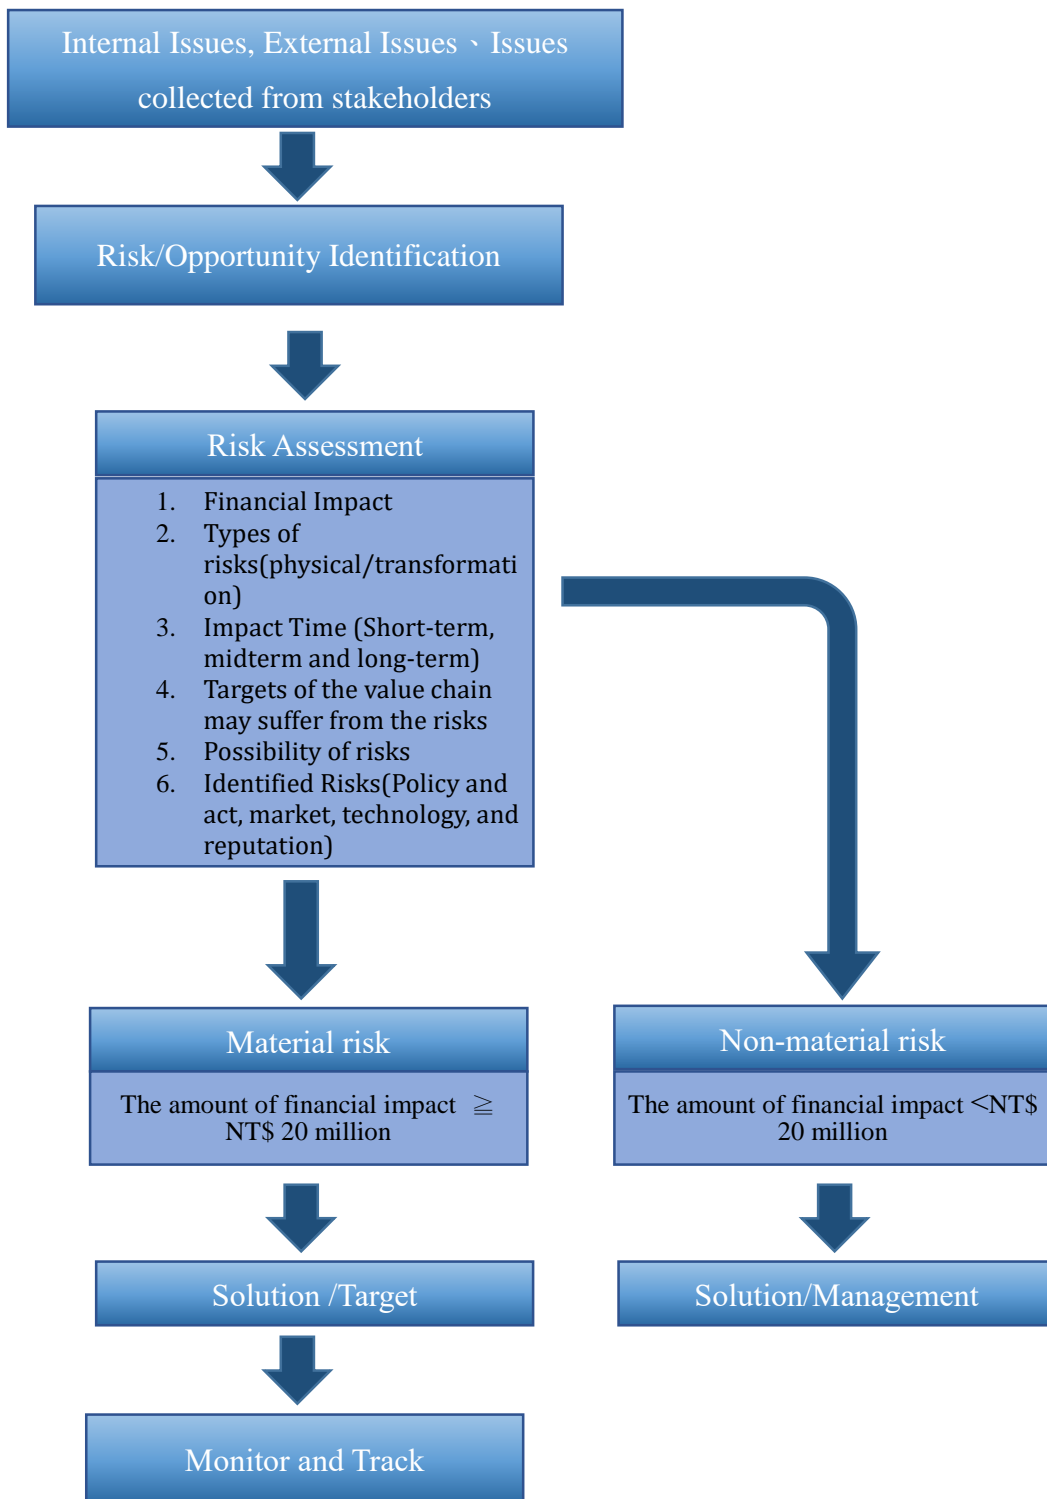 Internal Issues, External Issues、Issues
collected from stakeholders
Risk/Opportunity Identification
Risk Assessment
1. Financial Impact
2. Types of
risks(physical/transformati
on)
3. Impact Time (Short-term,
midterm and long-term)
4. Targets of the value chain
may suffer from the risks
5. Possibility of risks
6. Identified Risks(Policy and
act, market, technology, and
reputation)
Material risk
The amount of financial impact ≧
NT$ 20 million
Non-material risk
The amount of financial impact <NT$
20 million
Solution /Target
Solution/Management
Monitor and Track